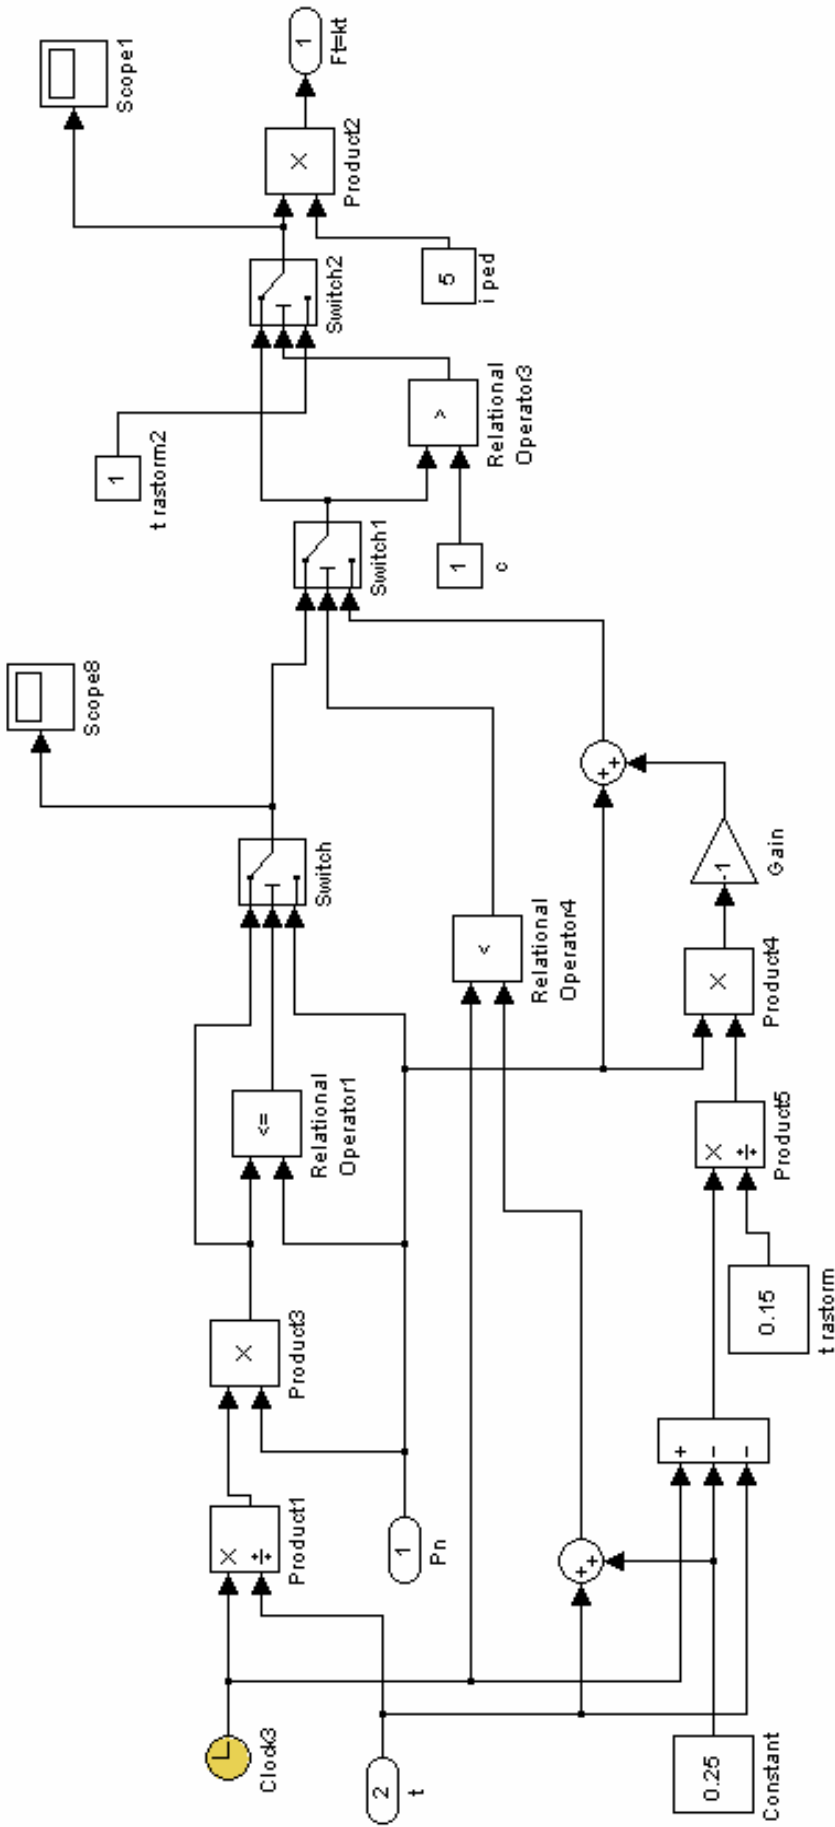 Scope8
Scope1
1
t rastorm2
Clock3
×
÷
Product1
×
Product3
<=
Relational
Operator1
Switch
Switch1
Switch2
×
Product2
1
Ft=kt
2
t
1
Pn
<
Relational
Operator4
1
c
>
Relational
Operator3
5
i ped
+
+
+
+
0.25
Constant
+
−
−
0.15
t rastorm
×
÷
Product5
×
Product4
-1
Gain